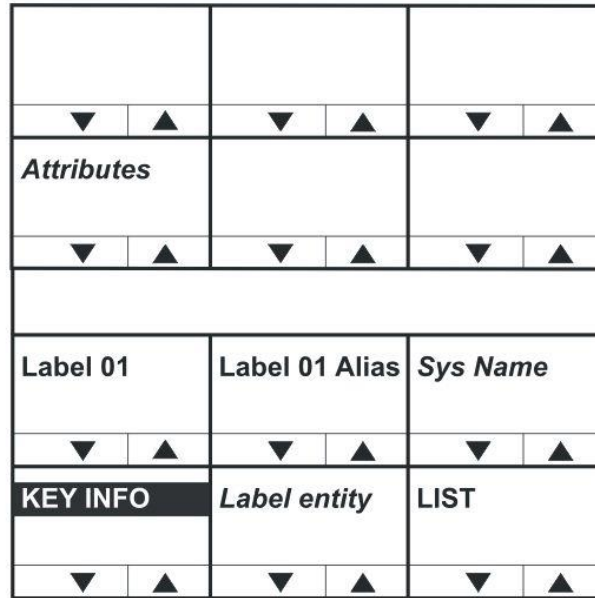 Attributes
Label 01
Label 01 Alias
Sys Name
KEY INFO
Label entity
LIST